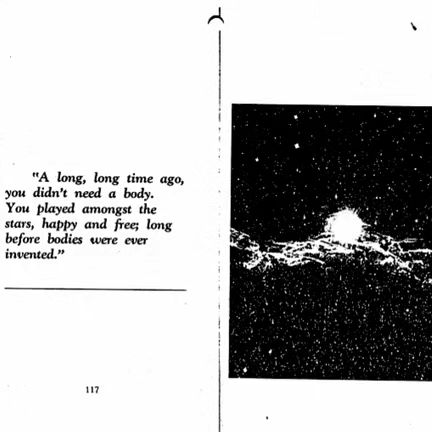 "A long, long time ago,
you didn't need a body.
You played amongst the
stars, happy and free; long
before bodies were ever
invented."
117